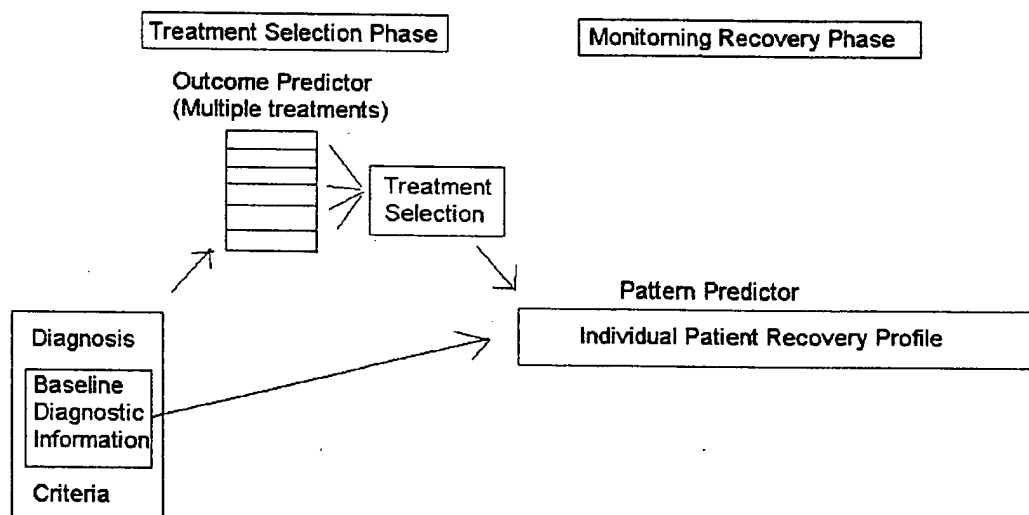 Treatment Selection Phase
Monitorning Recovery Phase
Outcome Predictor
(Multiple treatments)
Treatment
Selection
Pattern Predictor
Individual Patient Recovery Profile
Diagnosis
Baseline
Diagnostic
Information
Criteria